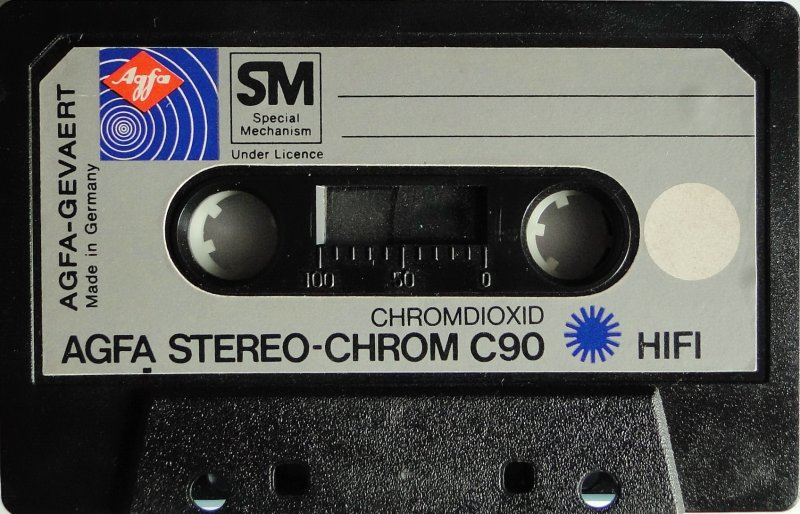 Agfa
SM
Special
Mechanism
Under Licence
AGFA-GEVAERT
Made in Germany
100 50 0
CHROMDIOXID
AGFA STEREO-CHROM C90 HIFI